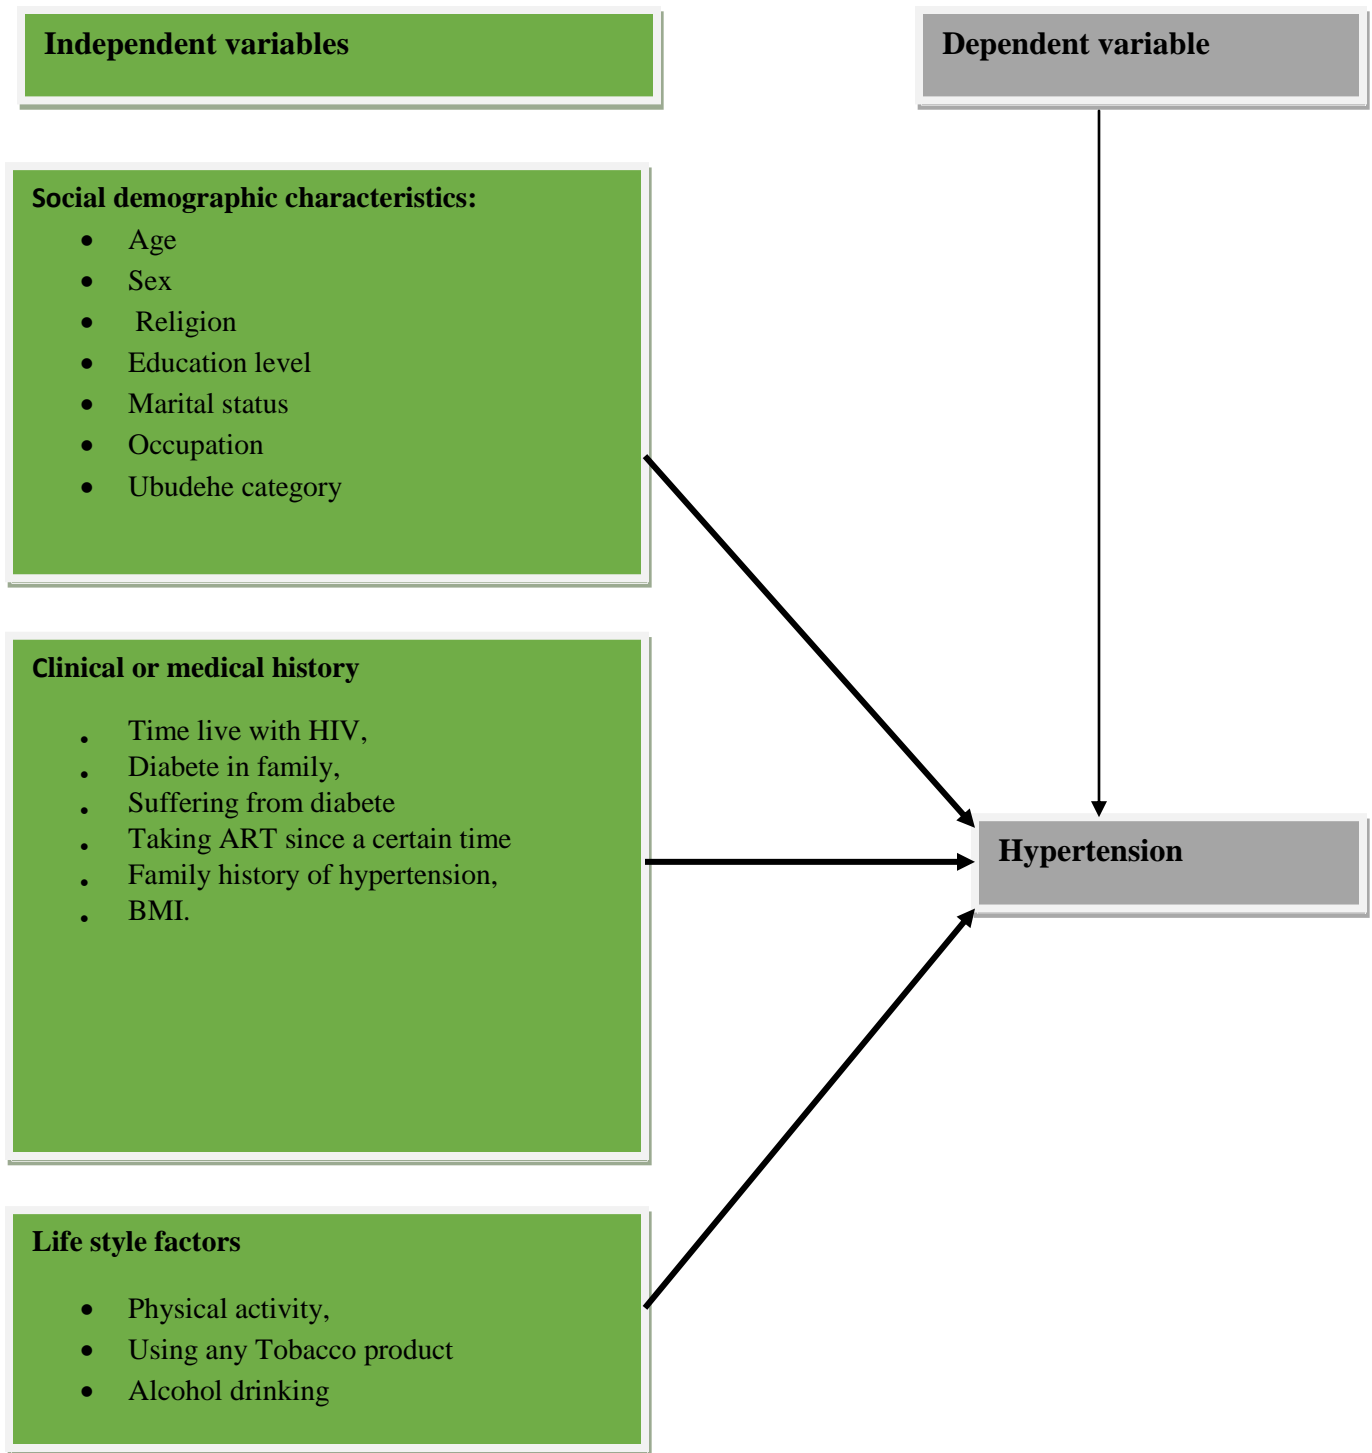 Independent variables
Dependent variable
Social demographic characteristics:
• Age
• Sex
• Religion
• Education level
• Marital status
• Occupation
• Ubudehe category
Clinical or medical history
• Time live with HIV,
• Diabete in family,
• Suffering from diabete
• Taking ART since a certain time
• Family history of hypertension,
• BMI.
Hypertension
Life style factors
• Physical activity,
• Using any Tobacco product
• Alcohol drinking